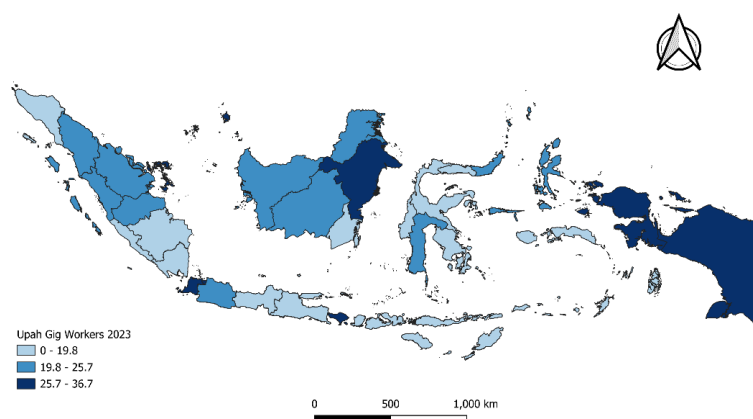 Upah Gig Workers 2023
0 - 19.8
19.8 - 25.7
25.7 - 36.7
0 500 1,000 km